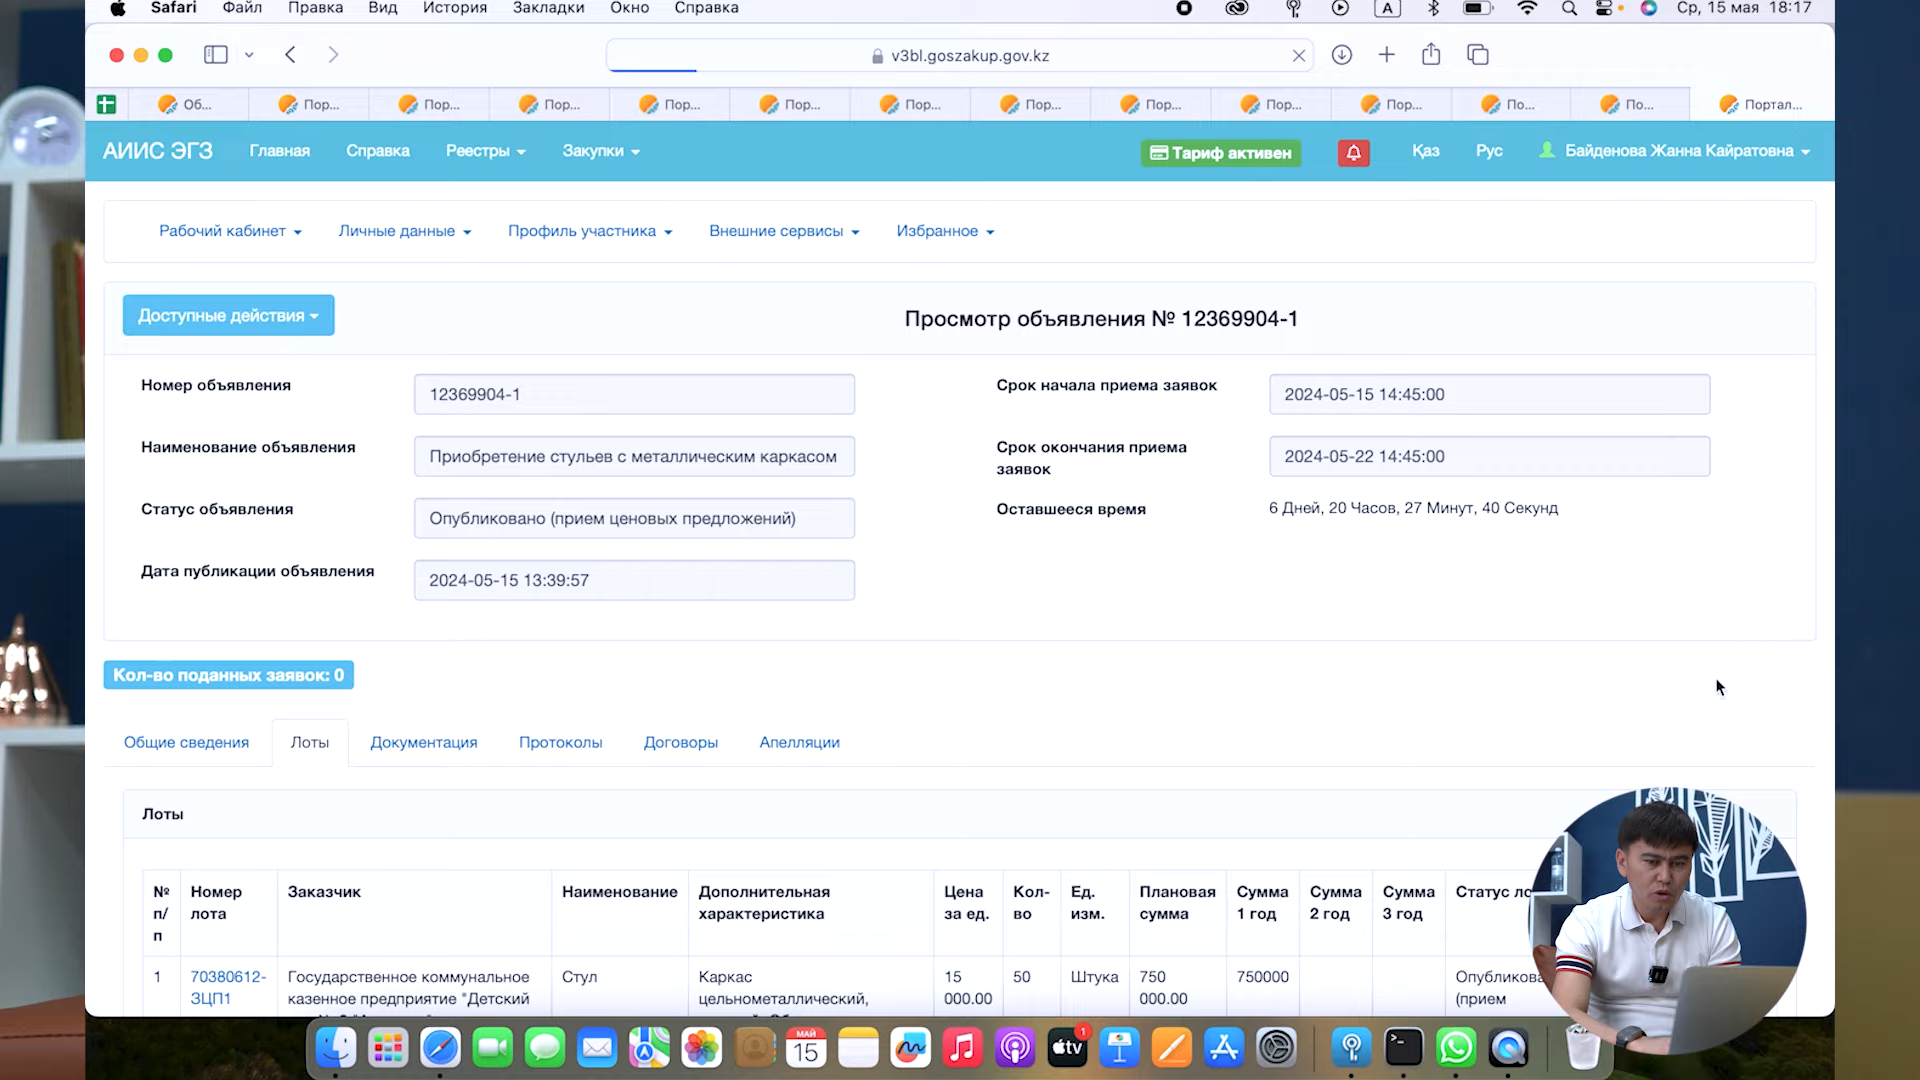 Safari Файл Правка Вид История Закладки Окно Справка
A Ср, 15 мая 18:17
v3bl.goszakup.gov.kz
Об... Пор... Пор... Пор... Пор... Пор... Пор... Пор... Пор... Пор... Пор... По... По... Портал...
АИИС ЭГЗ Главная Справка Реестры Закупки Тариф активен Қаз Рус Байденова Жанна Кайратовна
Рабочий кабинет Личные данные Профиль участника Внешние сервисы Избранное
Доступные действия
Просмотр объявления № 12369904-1
Номер объявления 12369904-1
Срок начала приема заявок 2024-05-15 14:45:00
Наименование объявления Приобретение стульев с металлическим каркасом
Срок окончания приема
заявок
2024-05-22 14:45:00
Статус объявления Опубликовано (прием ценовых предложений)
Оставшееся время 6 Дней, 20 Часов, 27 Минут, 40 Секунд
Дата публикации объявления 2024-05-15 13:39:57
Кол-во поданных заявок: 0
Общие сведения Лоты Документация Протоколы Договоры Апелляции
Лоты
№
п/
п
Номер
лота
Заказчик
Наименование
Дополнительная
характеристика
Цена
за ед.
Кол-
во
Ед.
изм.
Плановая
сумма
Сумма
1 год
Сумма
2 год
Сумма
3 год
Статус ло
1
70380612-
ЗЦП1
Государственное коммунальное
казенное предприятие "Детский
Стул
Каркас
цельнометаллический,
15
000.00
50
Штука
750
000.00
750000
Опубликова
(прием
МАЙ
15
tv
1